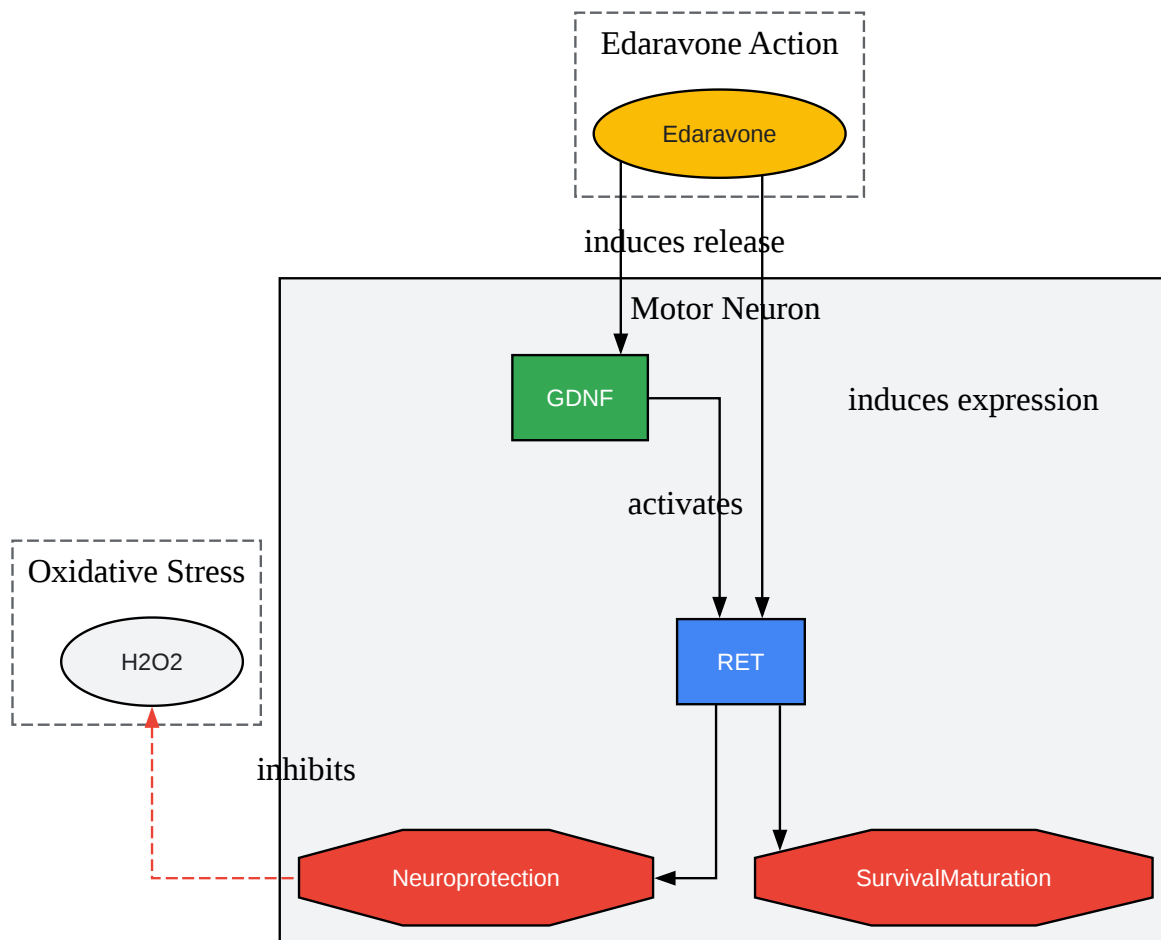 Edaravone Action
Edaravone
induces release
Motor Neuron
GDNF
induces expression
activates
Oxidative Stress
H2O2
RET
inhibits
Neuroprotection
SurvivalMaturation